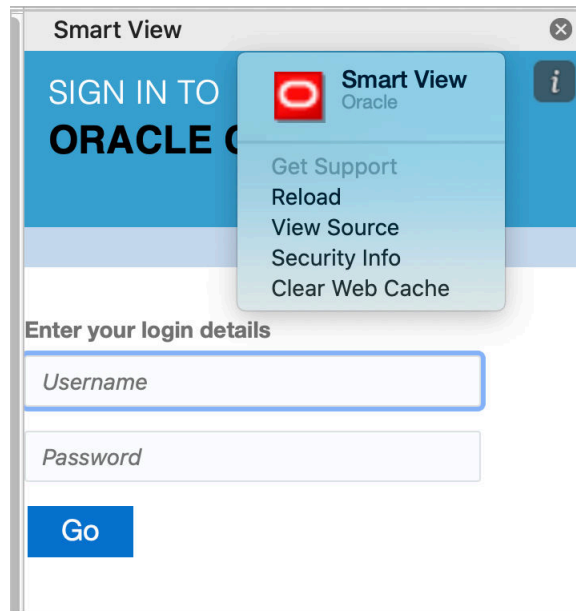 Smart View
SIGN IN TO
ORACLE
Smart View
Oracle
Get Support
Reload
View Source
Security Info
Clear Web Cache
i
Enter your login details
Username
Password
Go